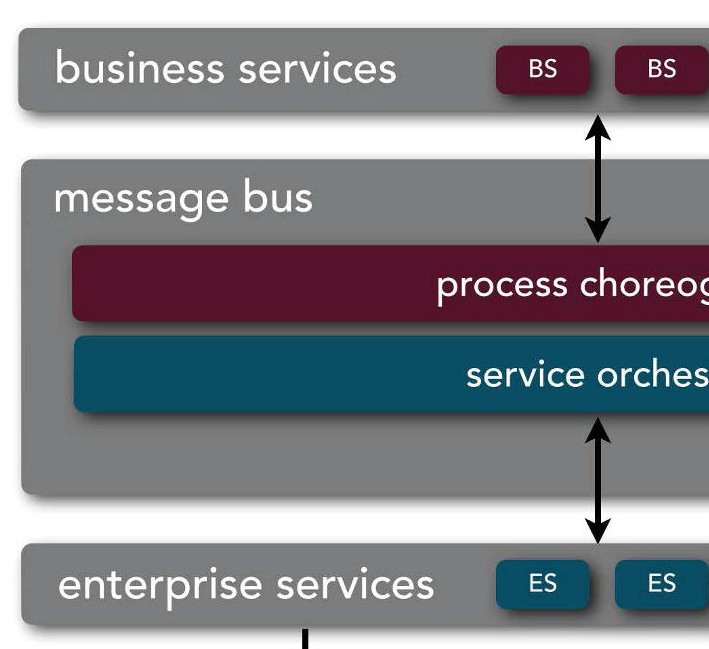 business services BS BS
message bus
process choreog
service orches
enterprise services ES ES